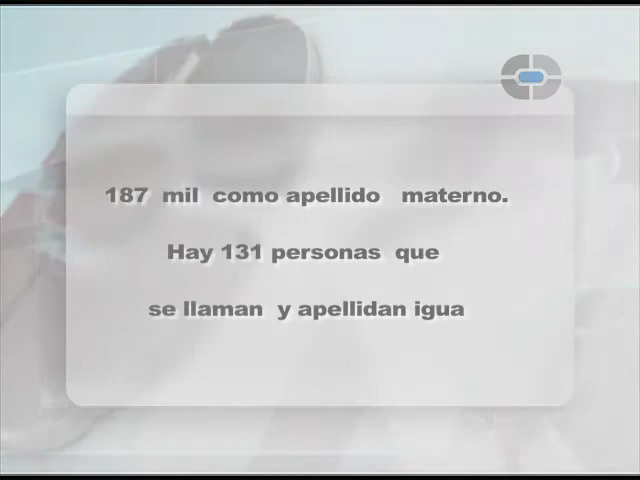 187 mil como apellido materno.
Hay 131 personas que
se llaman y apellidan igua